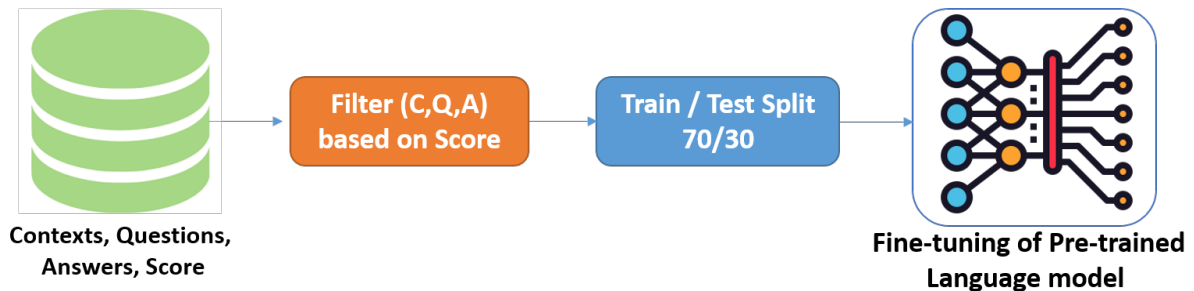 Filter (C,Q,A)
based on Score
Train / Test Split
70/30
Contexts, Questions,
Answers, Score
Fine-tuning of Pre-trained
Language model